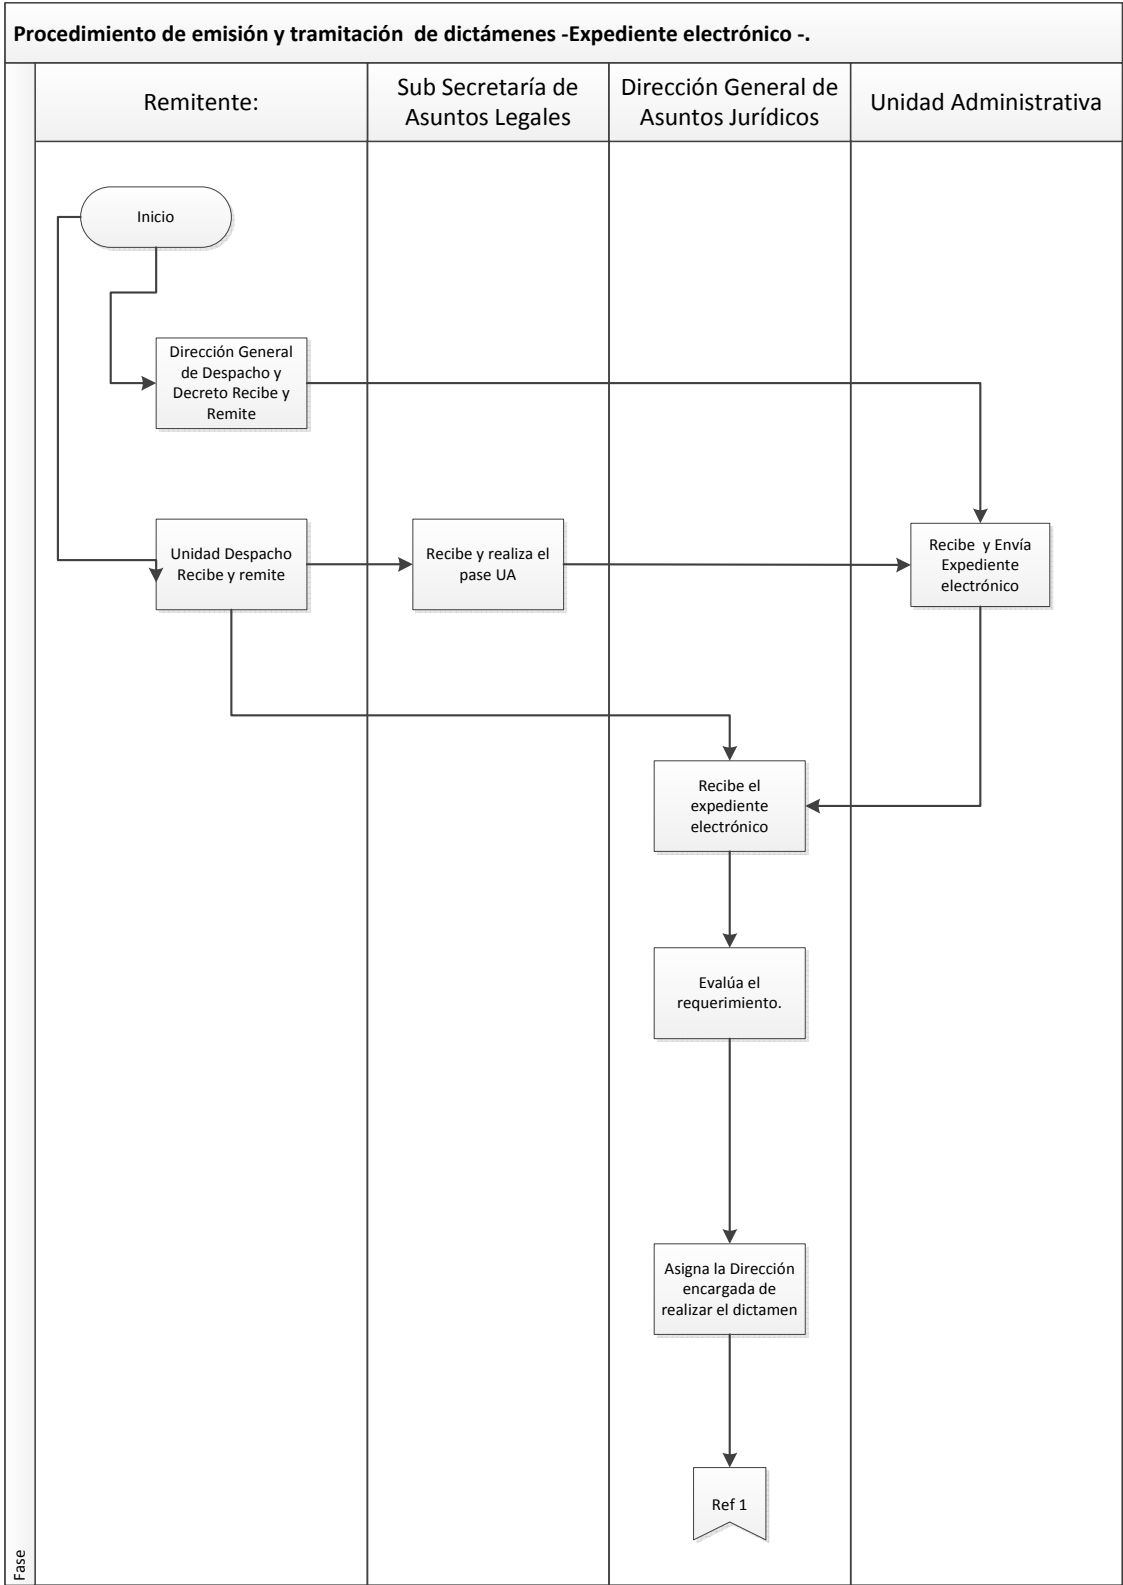 Procedimiento de emisión y tramitación  de dictámenes -Expediente electrónico -.
Remitente:
Sub Secretaría de
Asuntos Legales
Dirección General de
Asuntos Jurídicos
Unidad Administrativa
Inicio
Dirección General
de Despacho y
Decreto Recibe y
Remite
Unidad Despacho
Recibe y remite
Recibe y realiza el
pase UA
Recibe  y Envía
Expediente
electrónico
Recibe el
expediente
electrónico
Evalúa el
requerimiento.
Asigna la Dirección
encargada de
realizar el dictamen
Ref 1
Fase